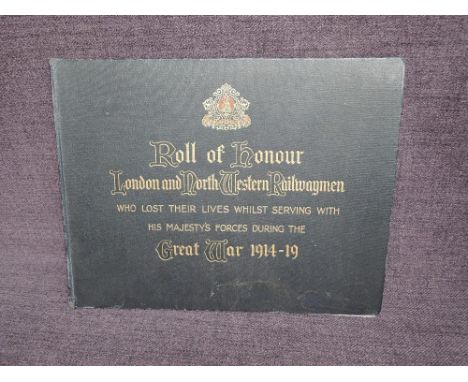 Roll of Honour
London and North Western Railwaymen
WHO LOST THEIR LIVES WHILST SERVING WITH
HIS MAJESTY'S FORCES DURING THE
Great War 1914-19